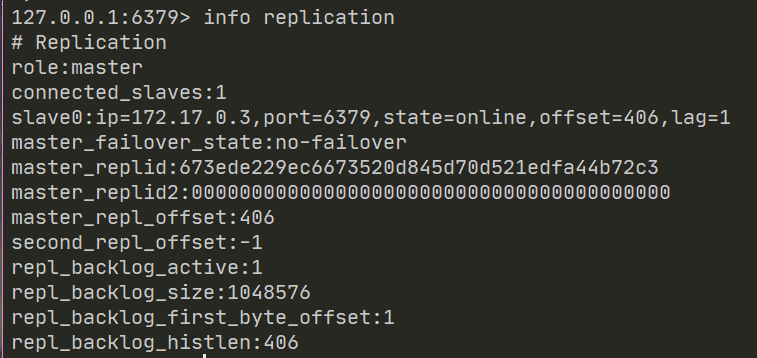 127.0.0.1:6379> info replication
# Replication
role:master
connected_slaves:1
slave0:ip=172.17.0.3,port=6379,state=online,offset=406,lag=1
master_failover_state:no-failover
master_replid:673ede229ec6673520d845d70d521edfa44b72c3
master_replid2:0000000000000000000000000000000000000000
master_repl_offset:406
second_repl_offset:-1
repl_backlog_active:1
repl_backlog_size:1048576
repl_backlog_first_byte_offset:1
repl_backlog_histlen:406